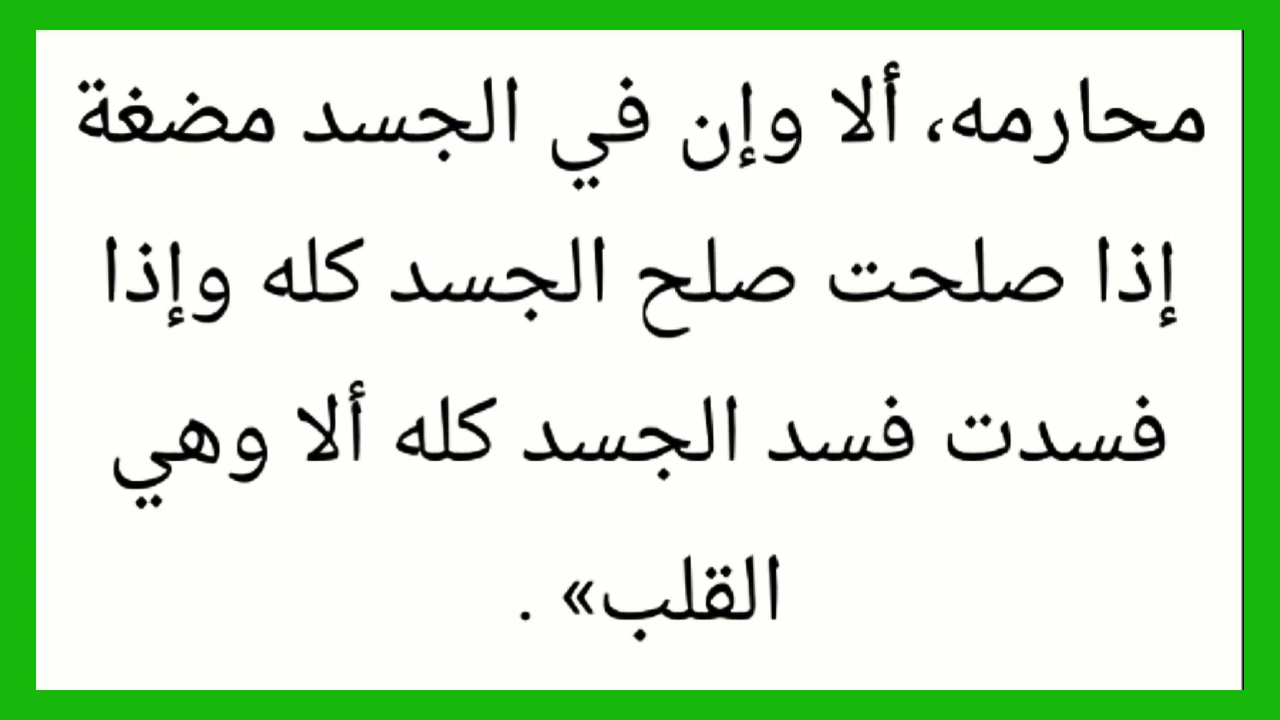 محارمه، ألا وإن في الجسد مضغة
إذا صلحت صلح الجسد كله وإذا
فسدت فسد الجسد كله ألا وهي
القلب» .